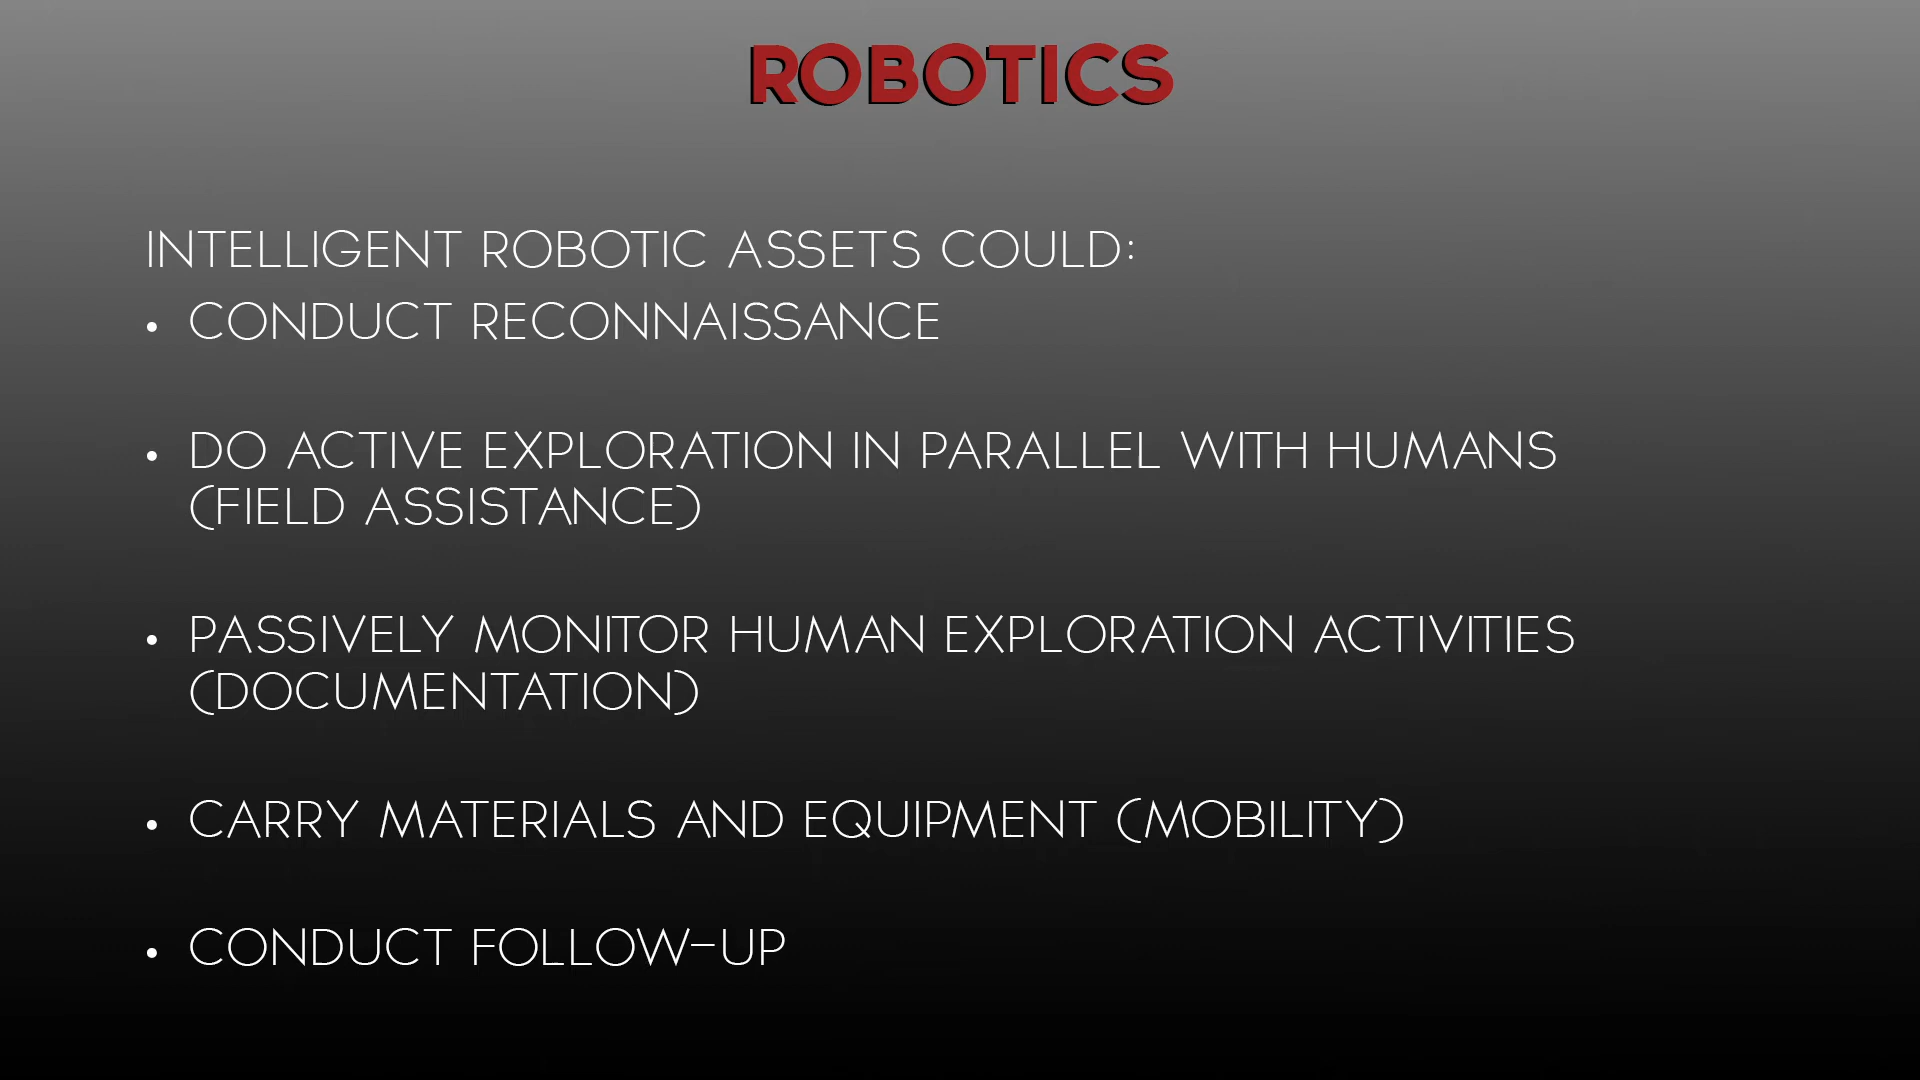 ROBOTICS
INTELLIGENT ROBOTIC ASSETS COULD:
• CONDUCT RECONNAISSANCE
• DO ACTIVE EXPLORATION IN PARALLEL WITH HUMANS
(FIELD ASSISTANCE)
• PASSIVELY MONITOR HUMAN EXPLORATION ACTIVITIES
(DOCUMENTATION)
• CARRY MATERIALS AND EQUIPMENT (MOBILITY)
• CONDUCT FOLLOW-UP